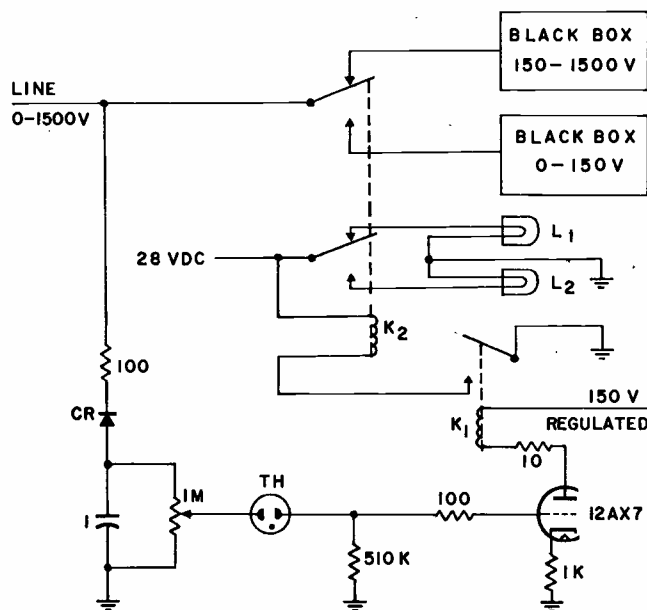 BLACK BOX
150-1500 V
LINE
0-1500V
BLACK BOX
0-150 V
L1
28 VDC
L2
K2
100
150 V
K1
REGULATED
CR
10
TH
1M
100
12AX7
1
510 K
1K